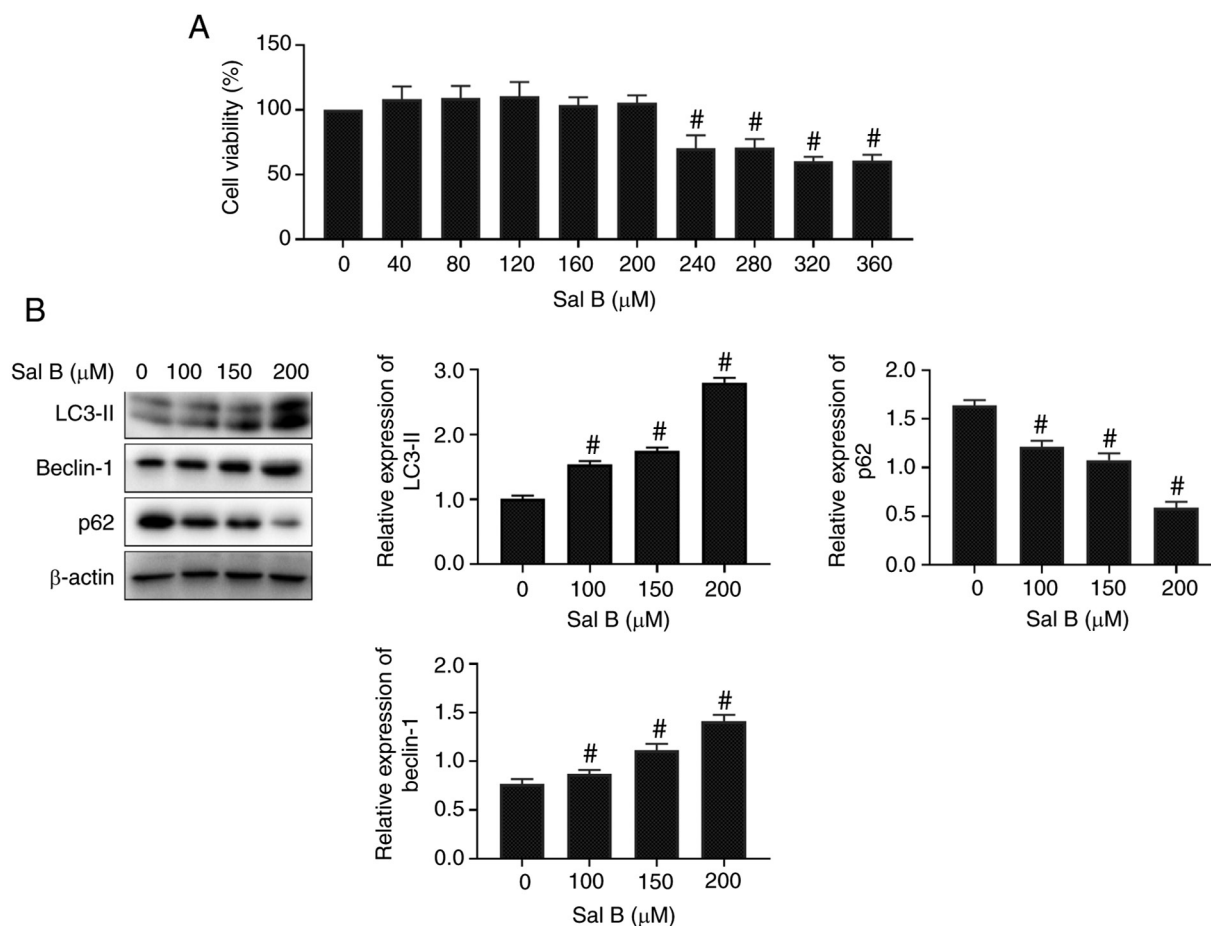 A
Cell viability (%)
150
100
50
0
# # # #
0 40 80 120 160 200 240 280 320 360
Sal B (μM)
B
Sal B (μM) 0 100 150 200
LC3-II
Beclin-1
p62
β-actin
Relative expression of
LC3-II
3.0
2.0
1.0
0.0
# # #
0 100 150 200
Sal B (μM)
Relative expression of
p62
2.0
1.5
1.0
0.5
0.0
# # #
0 100 150 200
Sal B (μM)
Relative expression of
beclin-1
2.0
1.5
1.0
0.5
0.0
# # #
0 100 150 200
Sal B (μM)